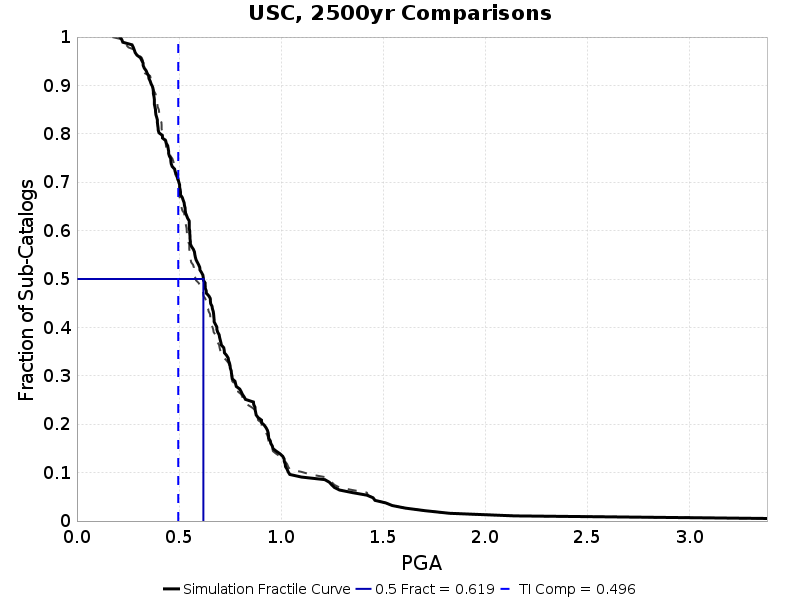 USC, 2500yr Comparisons
Fraction of Sub-Catalogs
1
0.9
0.8
0.7
0.6
0.5
0.4
0.3
0.2
0.1
0
0.0 0.5 1.0 1.5 2.0 2.5 3.0
PGA
Simulation Fractile Curve 0.5 Fract = 0.619 TI Comp = 0.496